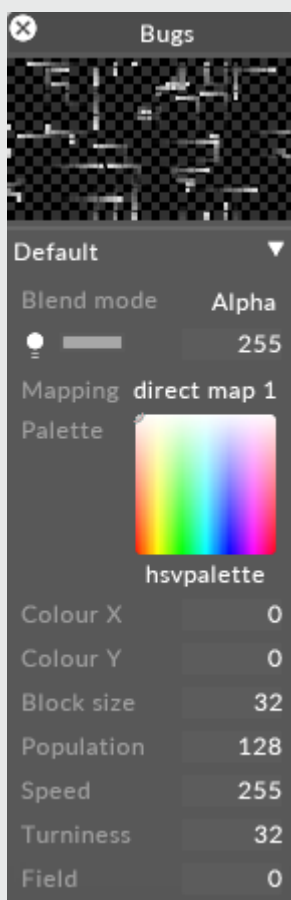 Bugs
Default
Blend mode Alpha
255
Mapping direct map 1
Palette
hsvpalette
Colour X 0
Colour Y 0
Block size 32
Population 128
Speed 255
Turniness 32
Field 0